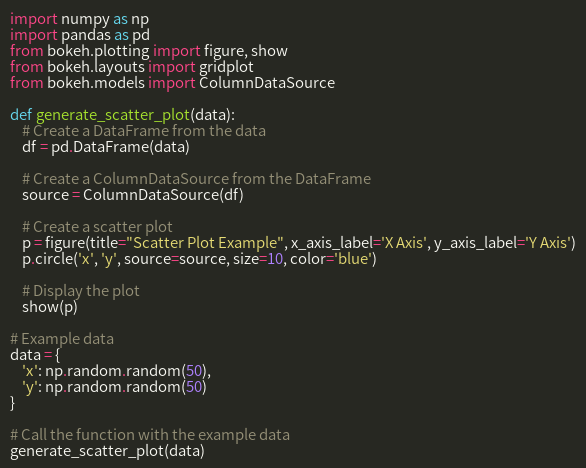 import numpy as np
import pandas as pd
from bokeh.plotting import figure, show
from bokeh.layouts import gridplot
from bokeh.models import ColumnDataSource

def generate_scatter_plot(data):
    # Create a DataFrame from the data
    df = pd.DataFrame(data)

    # Create a ColumnDataSource from the DataFrame
    source = ColumnDataSource(df)

    # Create a scatter plot
    p = figure(title="Scatter Plot Example", x_axis_label='X Axis', y_axis_label='Y Axis')
    p.circle('x', 'y', source=source, size=10, color='blue')

    # Display the plot
    show(p)

# Example data
data = {
    'x': np.random.random(50),
    'y': np.random.random(50)
}

# Call the function with the example data
generate_scatter_plot(data)